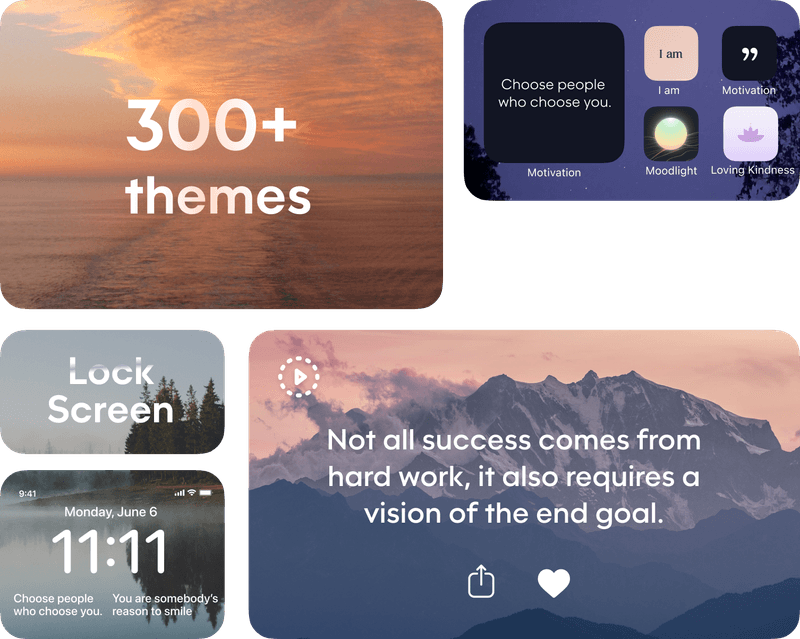 300+
themes
Choose people
who choose you.
Motivation
I am
I am
”
Motivation
Moodlight
Loving Kindness
Lock
Screen
9:41
Monday, June 6
11:11
Choose people
who choose you.
You are somebody's
reason to smile
Not all success comes from
hard work, it also requires a
vision of the end goal.